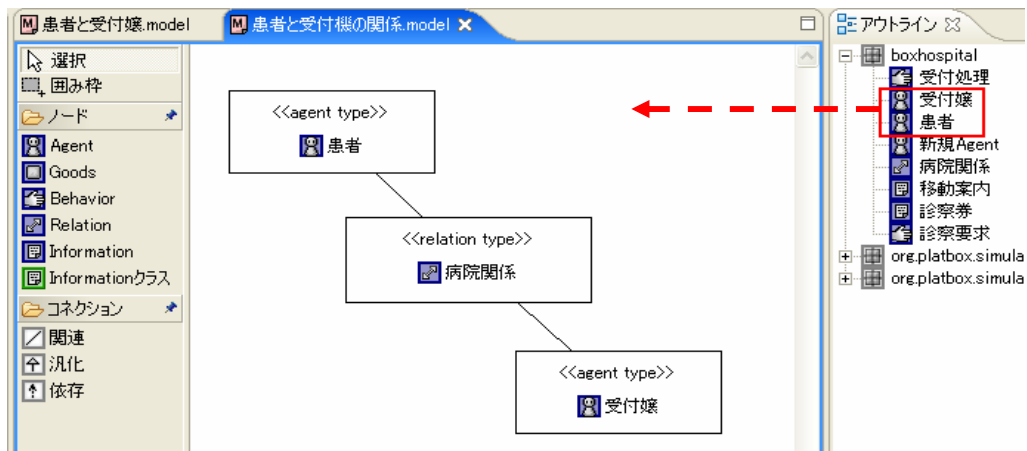 患者と受付嬢.model
患者と受付機の関係.model
アウトライン
選択
囲み枠
ノード
Agent
Goods
Behavior
Relation
Information
Informationクラス
コネクション
関連
汎化
依存
<<agent type>>
患者
<<relation type>>
病院関係
<<agent type>>
受付嬢
boxhospital
受付処理
受付嬢
患者
新規Agent
病院関係
移動案内
診察券
診察要求
org.platbox.simula
org.platbox.simula